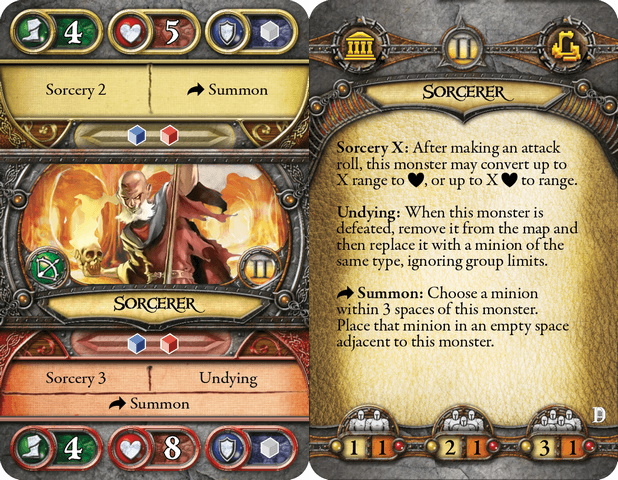 4 5
Sorcery 2 Summon
II
SORCERER
Sorcery 3 Undying
Summon
4 8
II
SORCERER
Sorcery X: After making an attack
roll, this monster may convert up to
X range to ♥, or up to X ♥ to range.
Undying: When this monster is
defeated, remove it from the map and
then replace it with a minion of the
same type, ignoring group limits.
Summon: Choose a minion
within 3 spaces of this monster.
Place that minion in an empty space
adjacent to this monster.
D
1 1 2 1 3 1